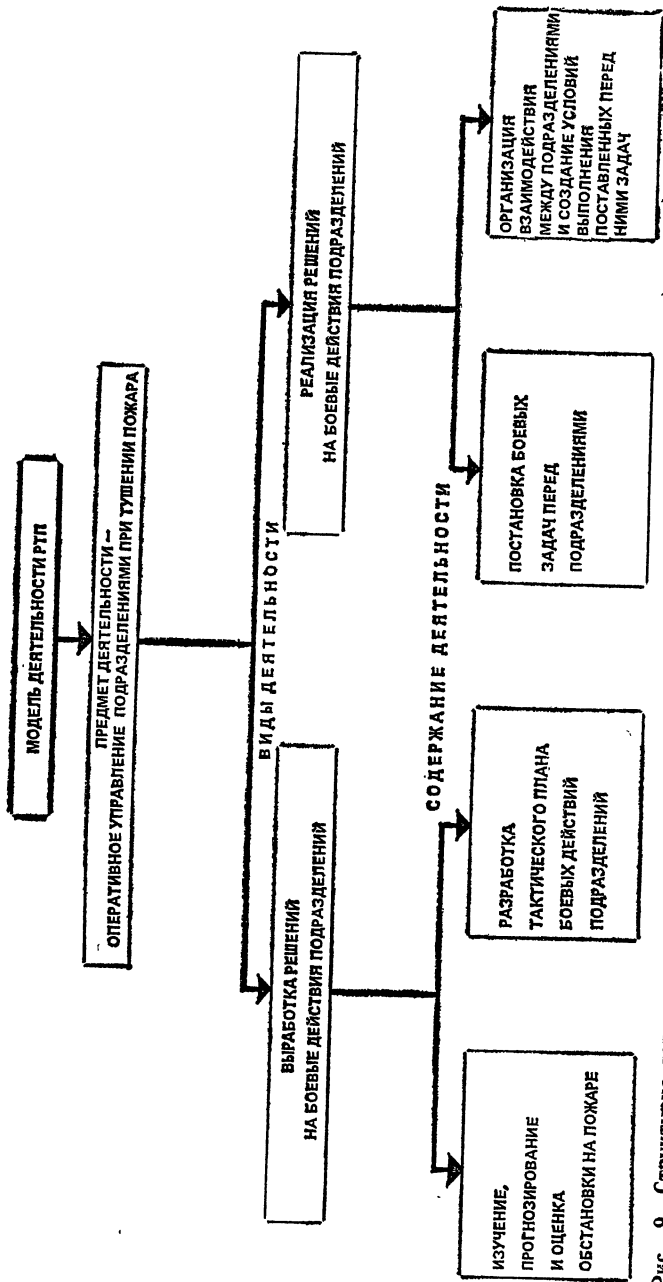 МОДЕЛЬ ДЕЯТЕЛЬНОСТИ РТП
ПРЕДМЕТ ДЕЯТЕЛЬНОСТИ —
ОПЕРАТИВНОЕ УПРАВЛЕНИЕ ПОДРАЗДЕЛЕНИЯМИ ПРИ ТУШЕНИИ ПОЖАРА
ВИДЫ ДЕЯТЕЛЬНОСТИ
ВЫРАБОТКА РЕШЕНИЙ
НА БОЕВЫЕ ДЕЙСТВИЯ ПОДРАЗДЕЛЕНИЙ
РЕАЛИЗАЦИЯ РЕШЕНИЙ
НА БОЕВЫЕ ДЕЙСТВИЯ ПОДРАЗДЕЛЕНИЙ
СОДЕРЖАНИЕ ДЕЯТЕЛЬНОСТИ
ИЗУЧЕНИЕ,
ПРОГНОЗИРОВАНИЕ
И ОЦЕНКА
ОБСТАНОВКИ НА ПОЖАРЕ
РАЗРАБОТКА
ТАКТИЧЕСКОГО ПЛАНА
БОЕВЫХ ДЕЙСТВИЙ
ПОДРАЗДЕЛЕНИЙ
ПОСТАНОВКА БОЕВЫХ
ЗАДАЧ ПЕРЕД
ПОДРАЗДЕЛЕНИЯМИ
ОРГАНИЗАЦИЯ
ВЗАИМОДЕЙСТВИЯ
МЕЖДУ ПОДРАЗДЕЛЕНИЯМИ
И СОЗДАНИЕ УСЛОВИЙ
ВЫПОЛНЕНИЯ
ПОСТАВЛЕННЫХ ПЕРЕД
НИМИ ЗАДАЧ
9